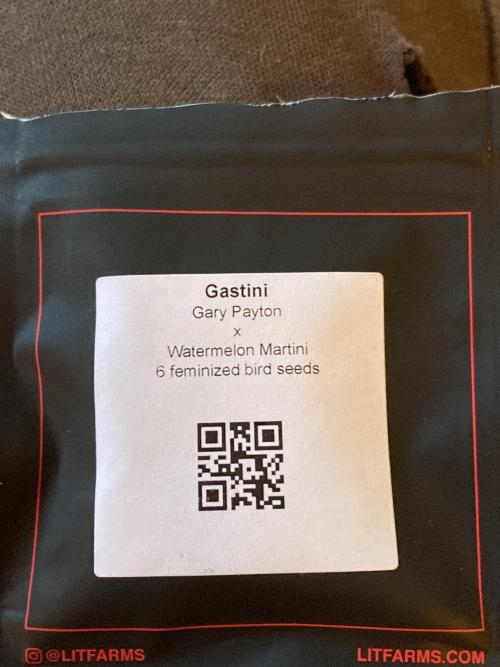 Gastini
Gary Payton
x
Watermelon Martini
6 feminized bird seeds
@LITFARMS
LITFARMS.COM